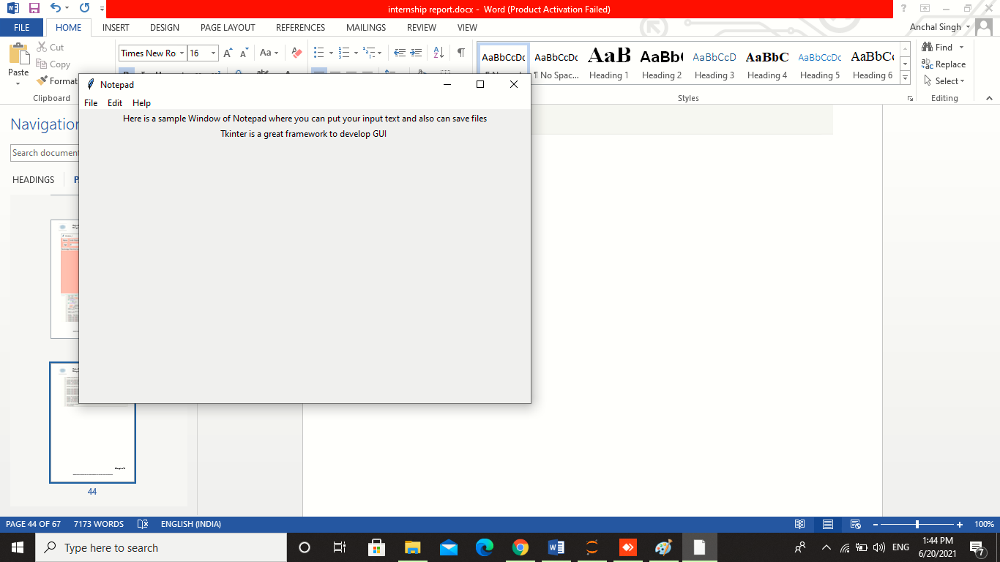 internship report.docx - Word (Product Activation Failed)
FILE HOME INSERT DESIGN PAGE LAYOUT REFERENCES MAILINGS REVIEW VIEW Anchal Singh
Cut
Copy
Format
Paste
Clipboard
Times New Ro 16 Aa
AaBbCcDc AaBbCcDc AaB AaBb( AaBbCcD AaBbC AaBbCcDc AaBbCc
¶ No Spac... Heading 1 Heading 2 Heading 3 Heading 4 Heading 5 Heading 6
Styles
Find
Replace
Select
Editing
Notepad
File Edit Help
Here is a sample Window of Notepad where you can put your input text and also can save files
Tkinter is a great framework to develop GUI
Navigation
Search document
HEADINGS
44
PAGE 44 OF 67 7173 WORDS ENGLISH (INDIA) 100%
Type here to search
ENG
1:44 PM
6/20/2021
7